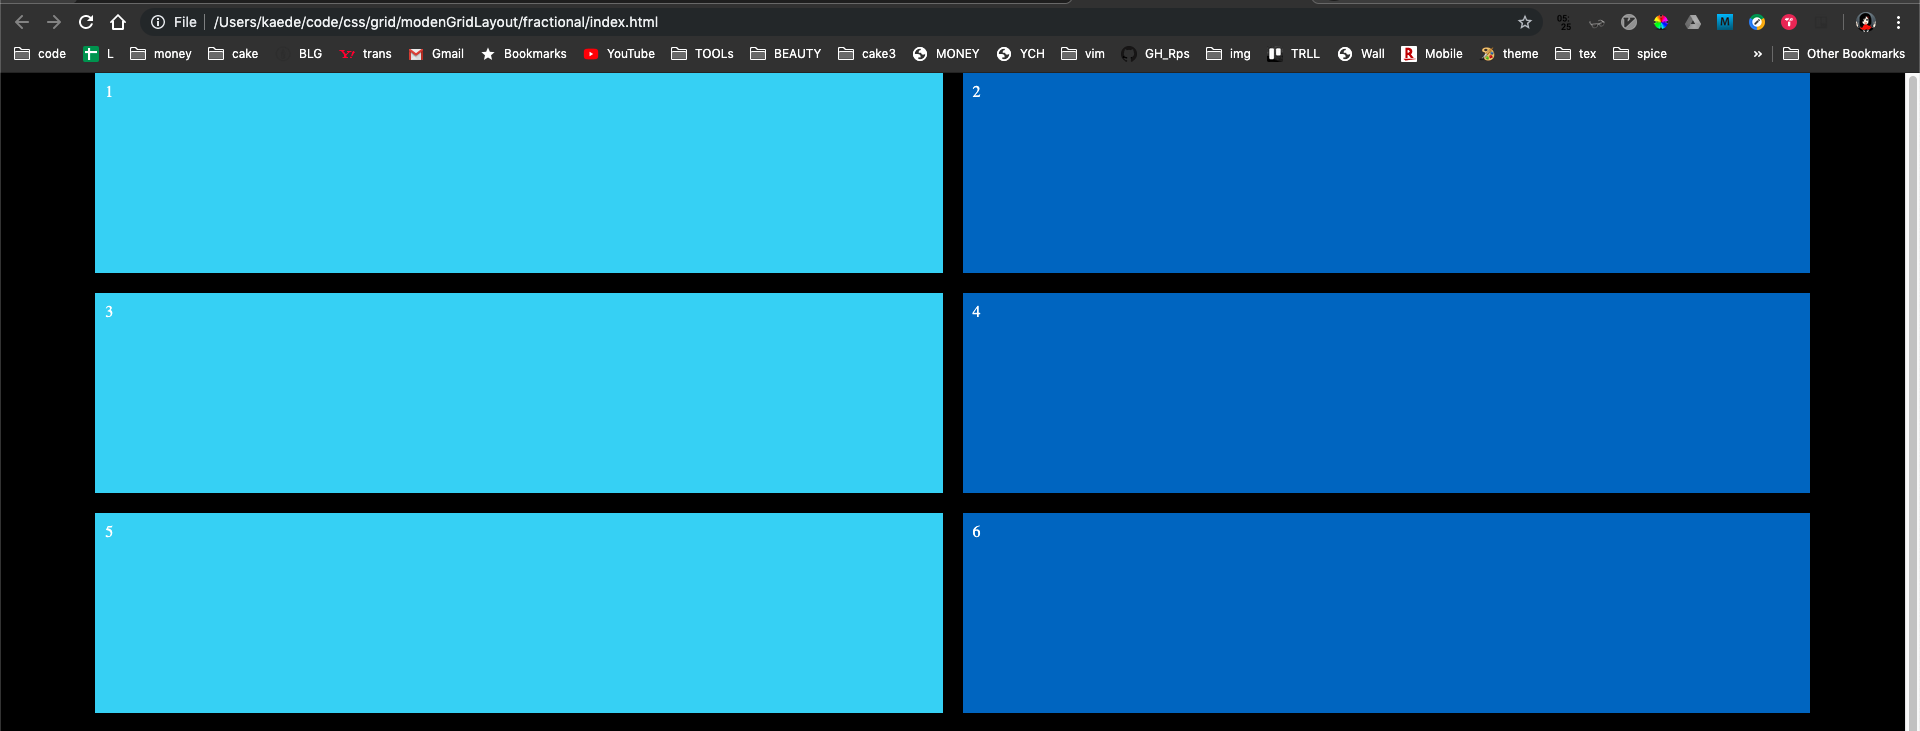 File /Users/kaede/code/css/grid/modenGridLayout/fractional/index.html 05: 25 M
code L money cake BLG trans Gmail Bookmarks YouTube TOOLs BEAUTY cake3 MONEY YCH vim GH_Rps img TRLL Wall R Mobile theme tex spice » Other Bookmarks
1 2
3 4
5 6